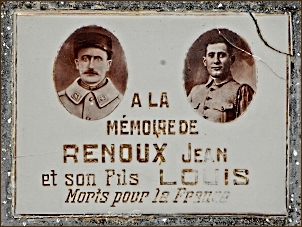 A LA
MÉMOIRE DE
RENOUX JEAN
et son Fils LOUIS
Morts pour la France